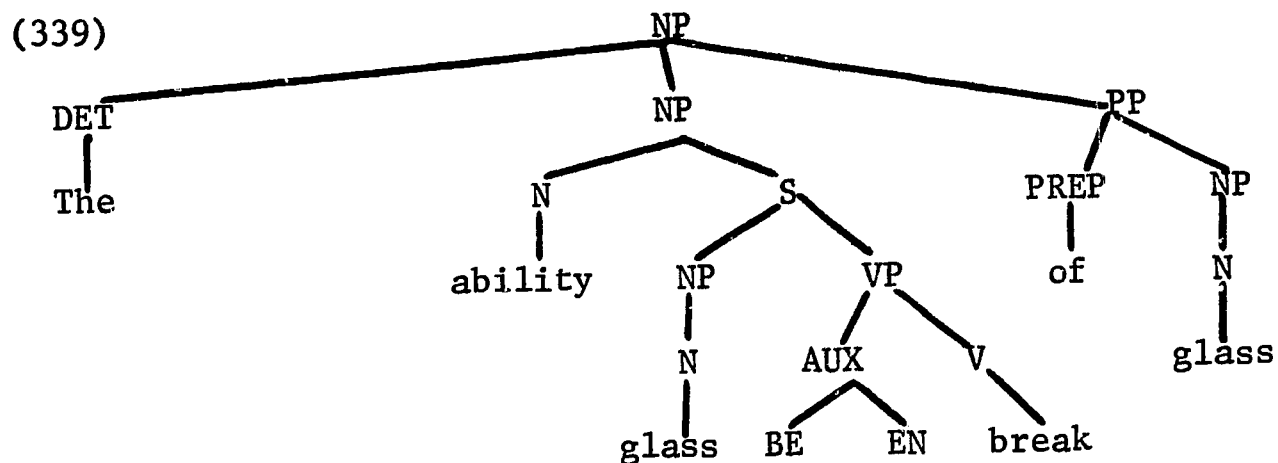 (339) NP
DET NP PP
The N S PREP NP
ability NP VP of N
N AUX V glass
glass BE EN break